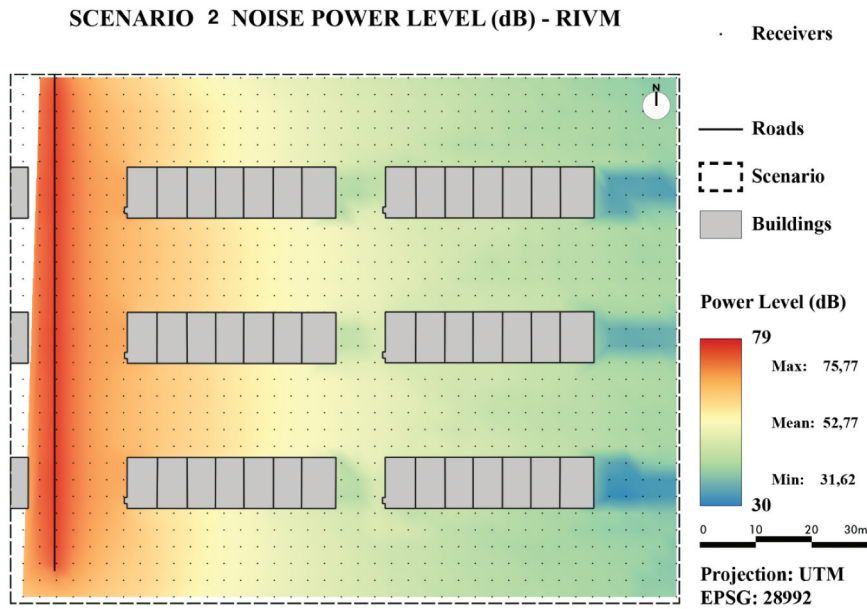 SCENARIO 2 NOISE POWER LEVEL (dB) - RIVM
N
Receivers
Roads
Scenario
Buildings
Power Level (dB)
79
Max: 75,77
Mean: 52,77
Min: 31,62
30
0 10 20 30m
Projection: UTM
EPSG: 28992